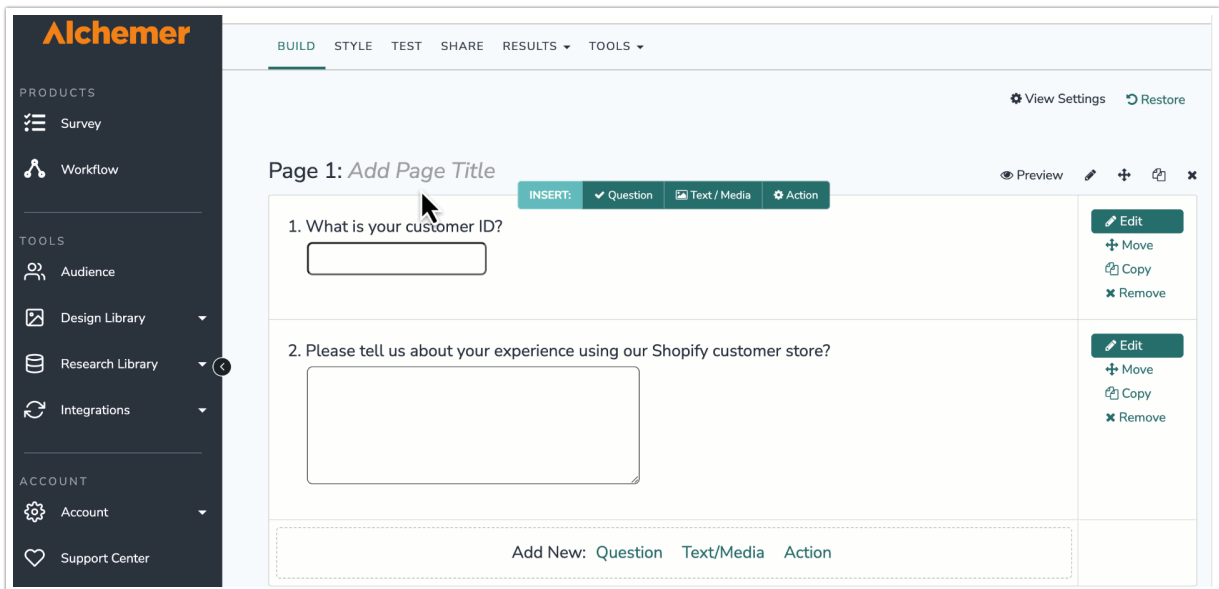 Alchemer
BUILD STYLE TEST SHARE RESULTS TOOLS
PRODUCTS
Survey
Workflow
TOOLS
Audience
Design Library
Research Library
Integrations
ACCOUNT
Account
Support Center
View Settings Restore
Page 1: Add Page Title
Preview
INSERT: Question Text / Media Action
1. What is your customer ID?
Edit
Move
Copy
Remove
2. Please tell us about your experience using our Shopify customer store?
Edit
Move
Copy
Remove
Add New: Question Text/Media Action